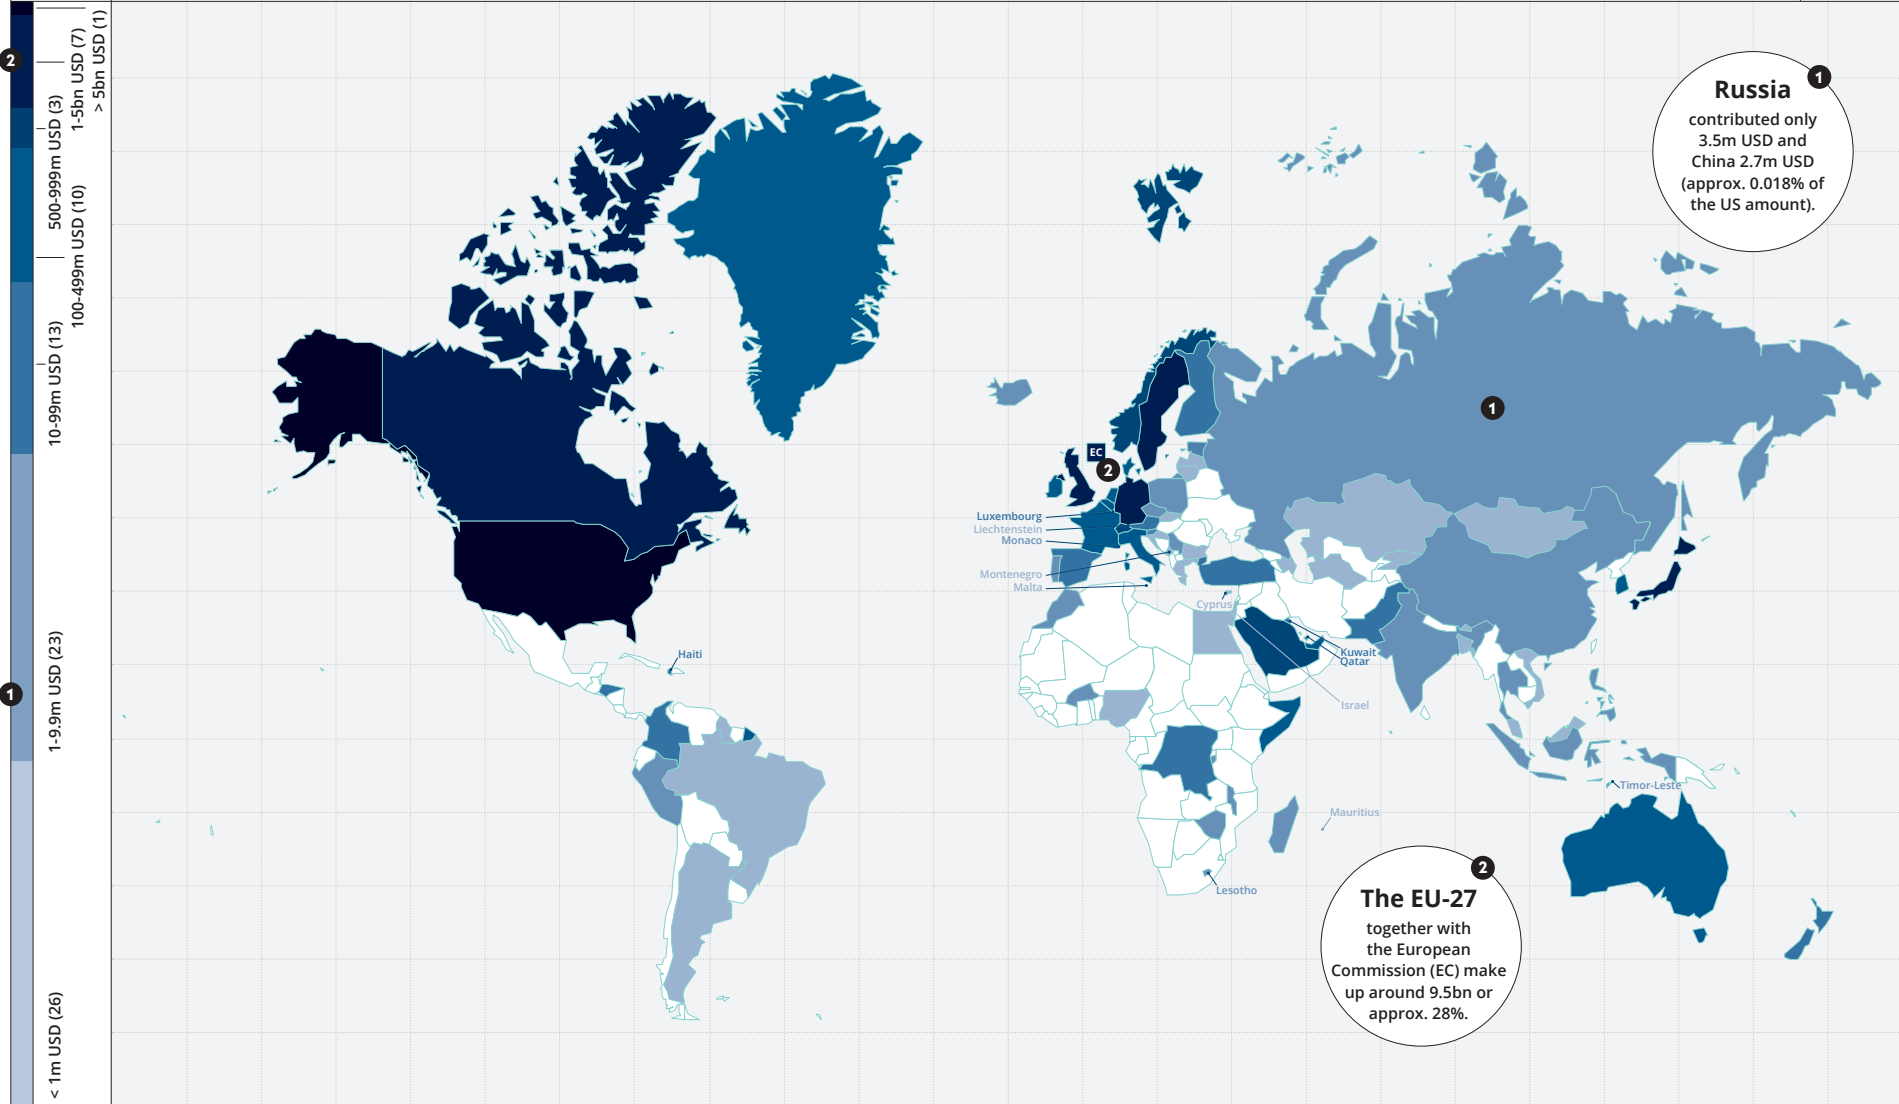 > 5bn USD (1)
1-5bn USD (7)
500-999m USD (3)
100-499m USD (10)
10-99m USD (13)
1-9.9m USD (23)
< 1m USD (26)
2
1
1
Russia
contributed only
3.5m USD and
China 2.7m USD
(approx. 0.018% of
the US amount).
1
EC
2
Luxembourg
Liechtenstein
Monaco
Montenegro
Malta
Cyprus
Haiti
Kuwait
Qatar
Israel
Timor-Leste
Mauritius
Lesotho
2
The EU-27
together with
the European
Commission (EC) make
up around 9.5bn or
approx. 28%.